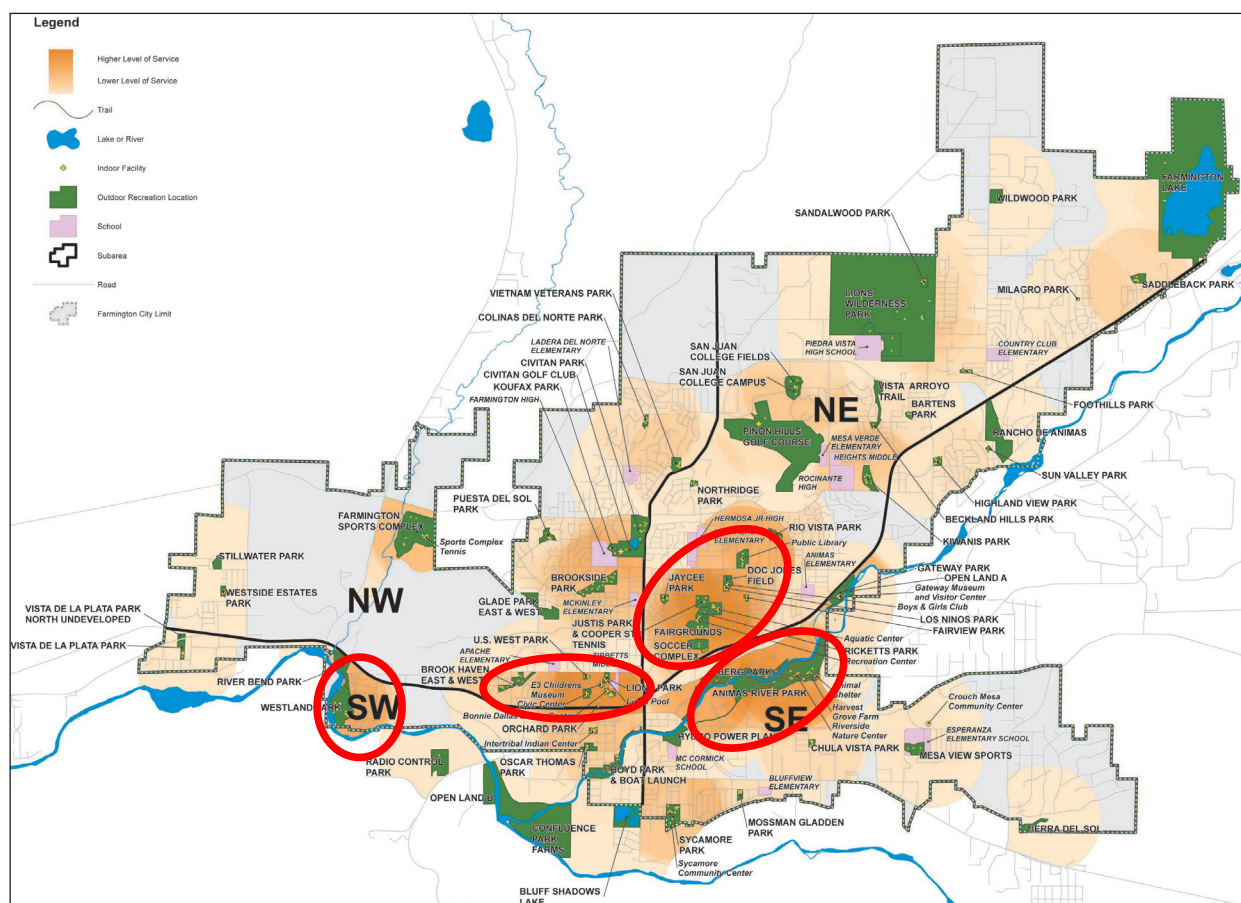 Legend
Higher Level of Service
Lower Level of Service
Trail
Lake or River
Indoor Facility
Outdoor Recreation Location
School
Subarea
Road
Farmington City Limit
FARMINGTON
LAKE
WILDWOOD PARK
SANDALWOOD PARK
LIONS
WILDERNESS
PARK
MILAGRO PARK
SADDLEBACK PARK
VIETNAM VETERANS PARK
COLINAS DEL NORTE PARK
LADERA DEL NORTE
ELEMENTARY
CIVITAN PARK
CIVITAN GOLF CLUB
KOUFAX PARK
FARMINGTON HIGH
SAN JUAN
COLLEGE FIELDS
SAN JUAN
COLLEGE CAMPUS
PIEDRA VISTA
HIGH SCHOOL
COUNTRY CLUB
ELEMENTARY
VISTA ARROYO
TRAIL
BARTENS
PARK
FOOTHILLS PARK
NE
PINON HILLS
GOLF COURSE
MESA VERDE
ELEMENTARY
HEIGHTS MIDDLE
RANCHO DE ANIMAS
ROCINANTE
HIGH
SUN VALLEY PARK
HIGHLAND VIEW PARK
BECKLAND HILLS PARK
KIWANIS PARK
NORTHRIDGE
PARK
PUESTA DEL SOL
PARK
FARMINGTON
SPORTS COMPLEX
Sports Complex
Tennis
HERMOSA JR HIGH
ELEMENTARY
RIO VISTA PARK
Public Library
ANIMAS
ELEMENTARY
STILLWATER PARK
WESTSIDE ESTATES
PARK
NW
BROOKSIDE
PARK
JAYCEE
PARK
DOC JONES
FIELD
GATEWAY PARK
OPEN LAND A
Gateway Museum
and Visitor Center
Boys & Girls Club
LOS NINOS PARK
FAIRVIEW PARK
VISTA DE LA PLATA PARK
NORTH UNDEVELOPED
VISTA DE LA PLATA PARK
GLADE PARK
EAST & WEST
MCKINLEY
ELEMENTARY
JUSTIS PARK
& COOPER ST
TENNIS
FAIRGROUNDS
SOCCER
COMPLEX
Aquatic Center
RICKETTS PARK
Recreation Center
U.S. WEST PARK
APACHE
ELEMENTARY
TIBBETTS
BROOK HAVEN
EAST & WEST
E3 Childrens
Museum
Civic Center
LIONS PARK
Lions Pool
RIVER BEND PARK
WESTLAND PARK
SW
BERG PARK
ANIMAS RIVER PARK
SE
Animal
Shelter
Harvest
Grove Farm
Riverside
Nature Center
Crouch Mesa
Community Center
Bonnie Dallas
ORCHARD PARK
Intertribal Indian Center
HYDRO POWER PLANT
CHULA VISTA PARK
ESPERANZA
ELEMENTARY SCHOOL
MESA VIEW SPORTS
RADIO CONTROL
PARK
OSCAR THOMAS
PARK
MC CORMICK
SCHOOL
BOYD PARK
& BOAT LAUNCH
BLUFFVIEW
ELEMENTARY
OPEN LAND B
CONFLUENCE
PARK
FARMS
MOSSMAN GLADDEN
PARK
SYCAMORE
PARK
Sycamore
Community Center
BLUFF SHADOWS
LAKE
DEL SOL